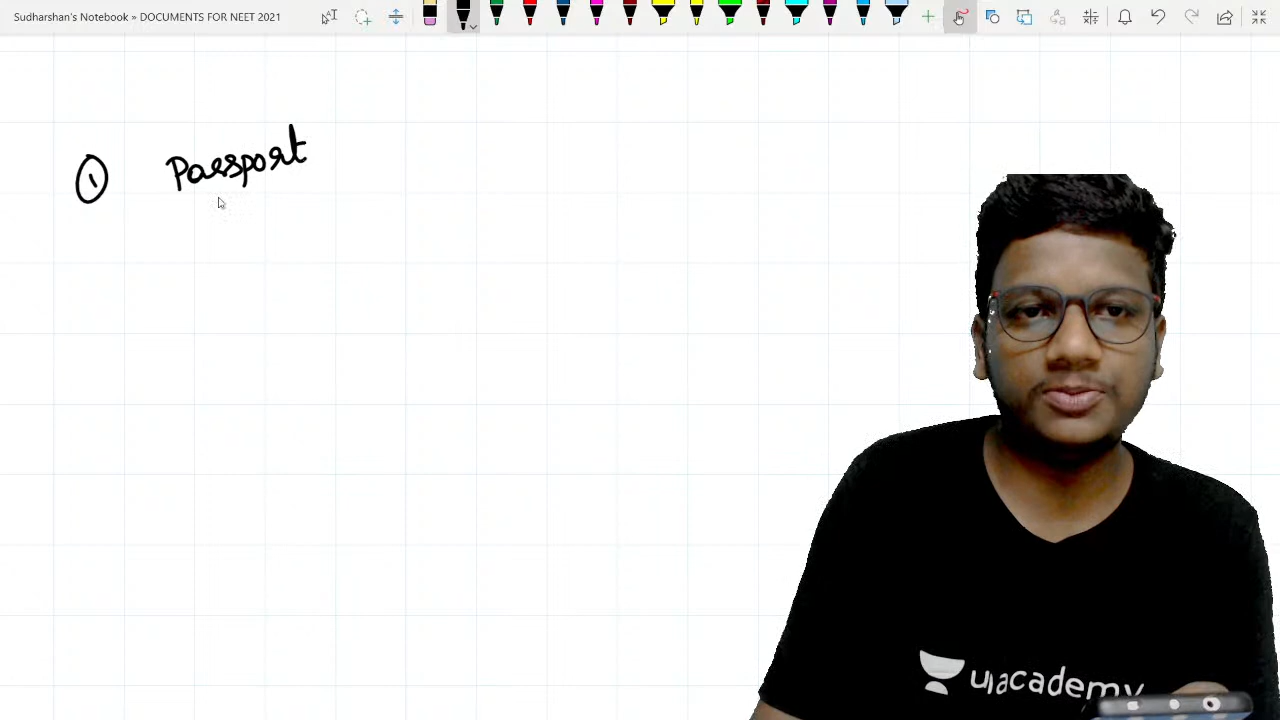 Sudharshan's Notebook » DOCUMENTS FOR NEET 2021
① Passport
unacademy